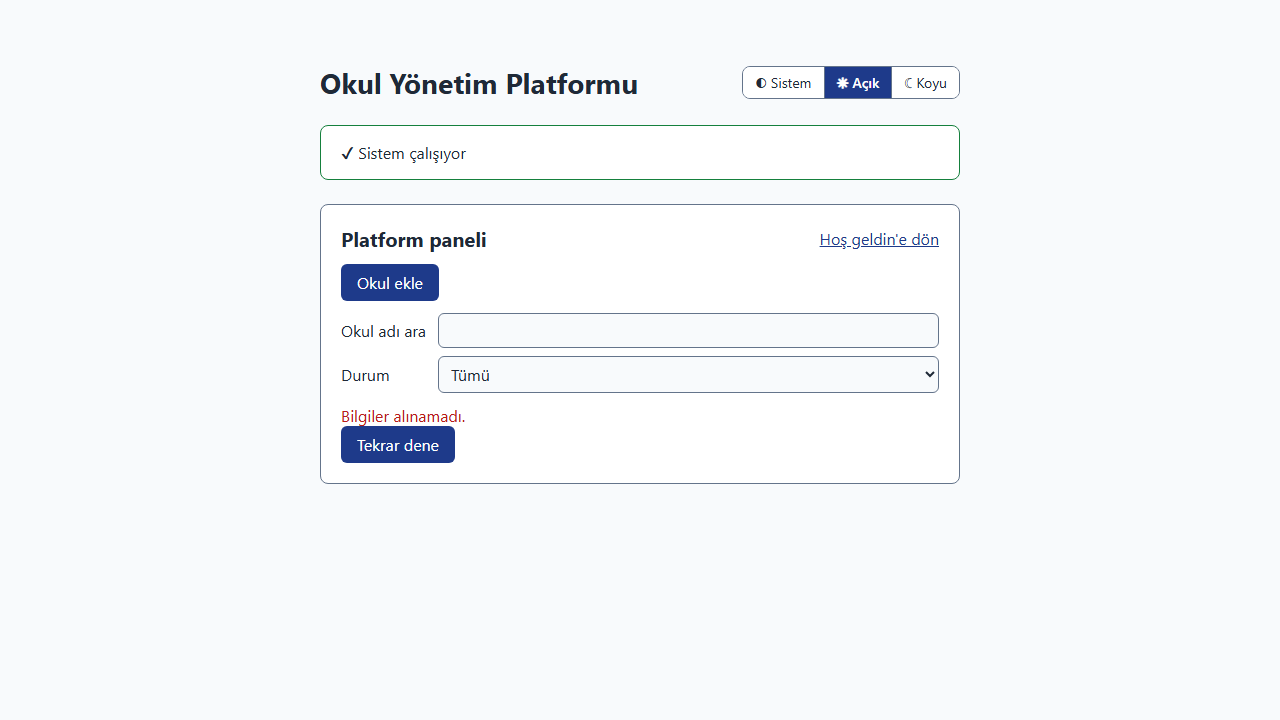 Okul Yönetim Platformu
◐ Sistem
❋ Açık
☾ Koyu
✓ Sistem çalışıyor
Platform paneli
Hoş geldin'e dön
Okul ekle
Okul adı ara
Durum
Tümü
Bilgiler alınamadı.
Tekrar dene